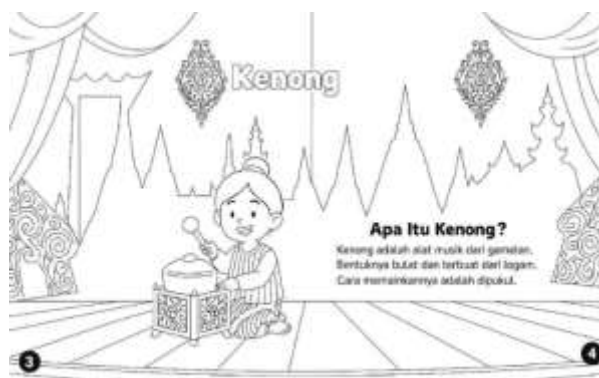 Kenong
Apa Itu Kenong?
Kenong adalah alat musik dari gamelan.
Bentuknya bulat dan terbuat dari logam.
Cara memainkannya adalah dipukul.
3
4